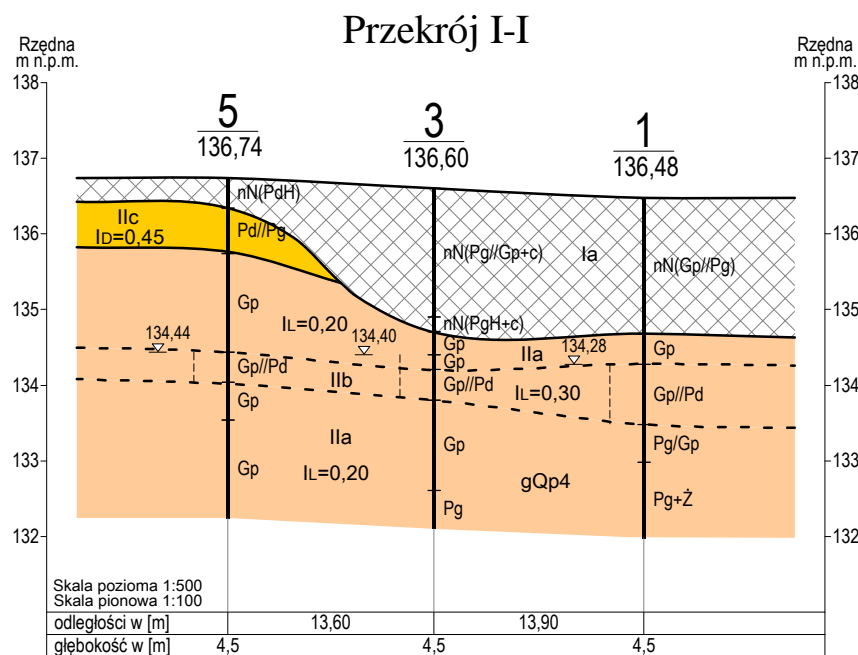 Przekrój I-I
Rzędna
m n.p.m.
Rzędna
m n.p.m.
138
138
5
136,74
3
136,60
1
136,48
137
137
nN(PdH)
IIc
ID=0,45
Pd//Pg
136
136
nN(Pg//Gp+c)
Ia
nN(Gp//Pg)
135
135
Gp
IL=0,20
nN(PgH+c)
134,44
134,40
134,28
Gp
Gp
IIa
Gp
134
134
Gp//Pd
IIb
Gp//Pd
IL=0,30
Gp//Pd
Gp
IIa
Gp
Pg/Gp
133
133
Gp
IL=0,20
gQp4
Pg
Pg+Ż
132
132
Skala pozioma 1:500
Skala pionowa 1:100
odległości w [m] 13,60 13,90
głębokość w [m] 4,5 4,5 4,5